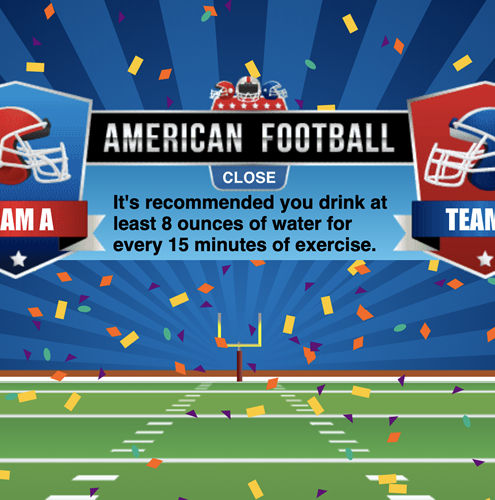 AMERICAN FOOTBALL
CLOSE
It's recommended you drink at
least 8 ounces of water for
every 15 minutes of exercise.
AM A
TEAM